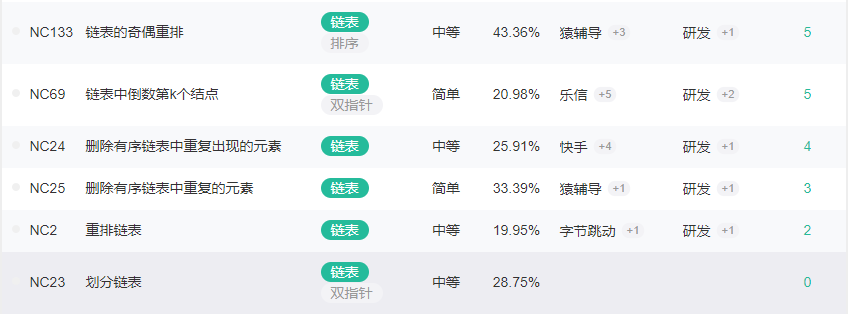 NC133 链表的奇偶重排 链表 排序 中等 43.36% 猿辅导 +3 研发 +1 5
NC69 链表中倒数第k个结点 链表 双指针 简单 20.98% 乐信 +5 研发 +2 5
NC24 删除有序链表中重复出现的元素 链表 中等 25.91% 快手 +4 研发 +1 4
NC25 删除有序链表中重复的元素 链表 简单 33.39% 猿辅导 +1 研发 +1 3
NC2 重排链表 链表 中等 19.95% 字节跳动 +1 研发 +1 2
NC23 划分链表 链表 双指针 中等 28.75% 0